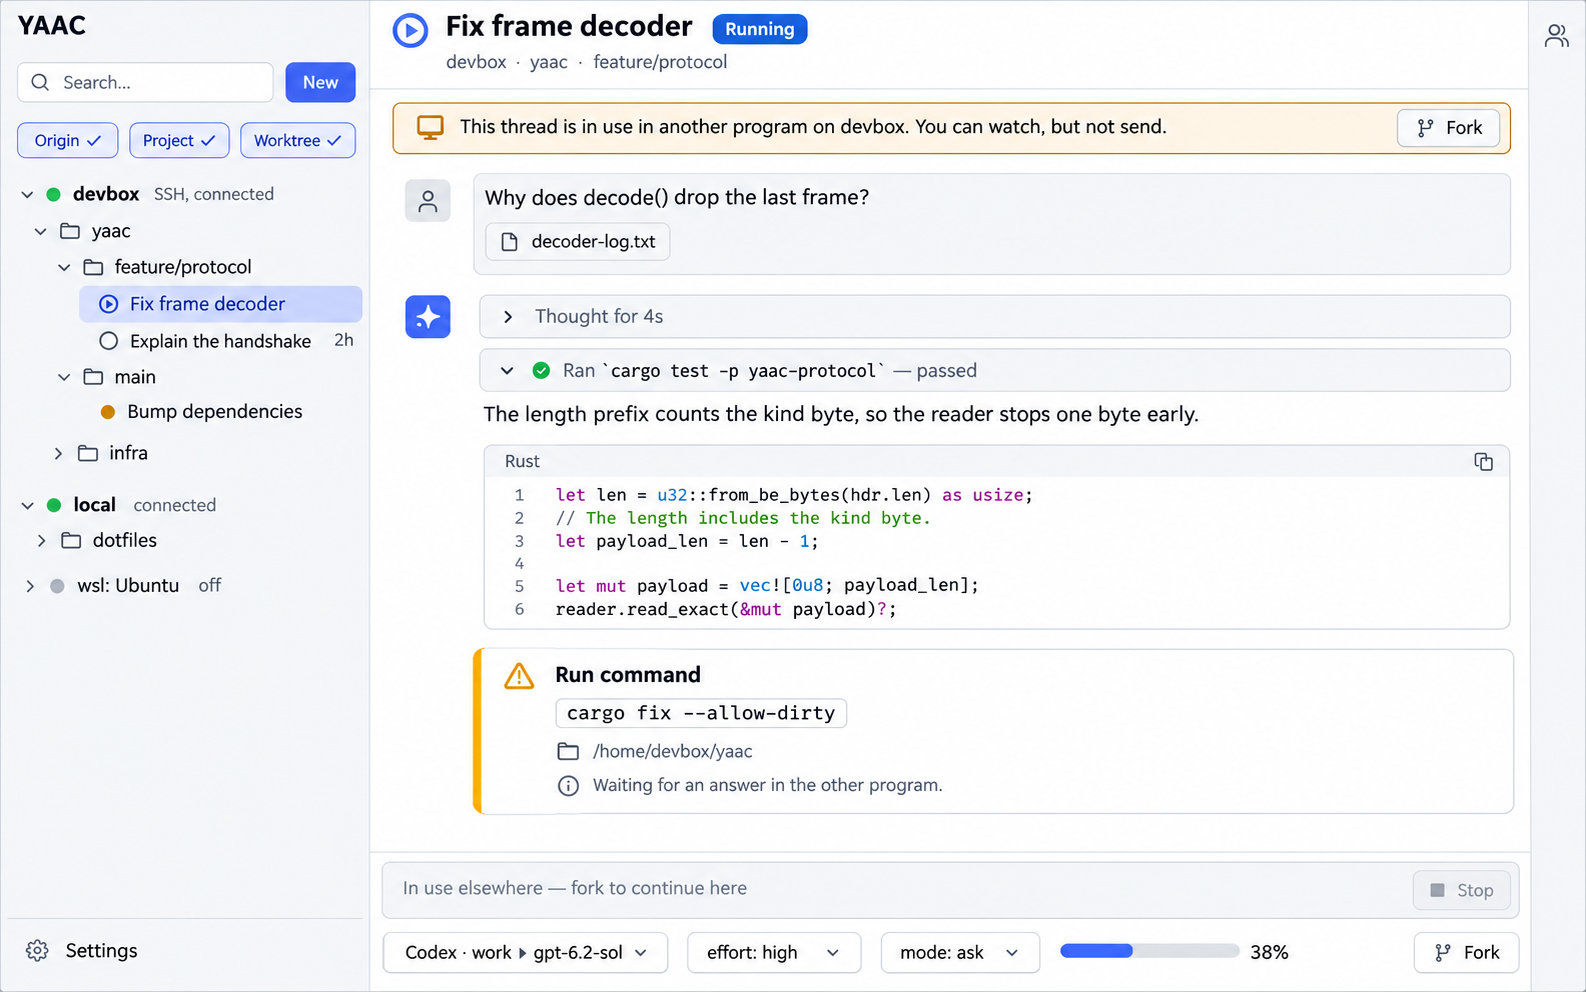 YAAC
Search...
New
Origin
Project
Worktree
devbox SSH, connected
yaac
feature/protocol
Fix frame decoder
Explain the handshake 2h
main
Bump dependencies
infra
local connected
dotfiles
wsl: Ubuntu off
Settings
Fix frame decoder Running
devbox · yaac · feature/protocol
This thread is in use in another program on devbox. You can watch, but not send.
Fork
Why does decode() drop the last frame?
decoder-log.txt
Thought for 4s
Ran `cargo test -p yaac-protocol` — passed
The length prefix counts the kind byte, so the reader stops one byte early.
Rust
1 let len = u32::from_be_bytes(hdr.len) as usize;
2 // The length includes the kind byte.
3 let payload_len = len - 1;
4
5 let mut payload = vec![0u8; payload_len];
6 reader.read_exact(&mut payload)?;
Run command
cargo fix --allow-dirty
/home/devbox/yaac
Waiting for an answer in the other program.
In use elsewhere — fork to continue here
Stop
Codex · work ▸ gpt-6.2-sol
effort: high
mode: ask
38%
Fork